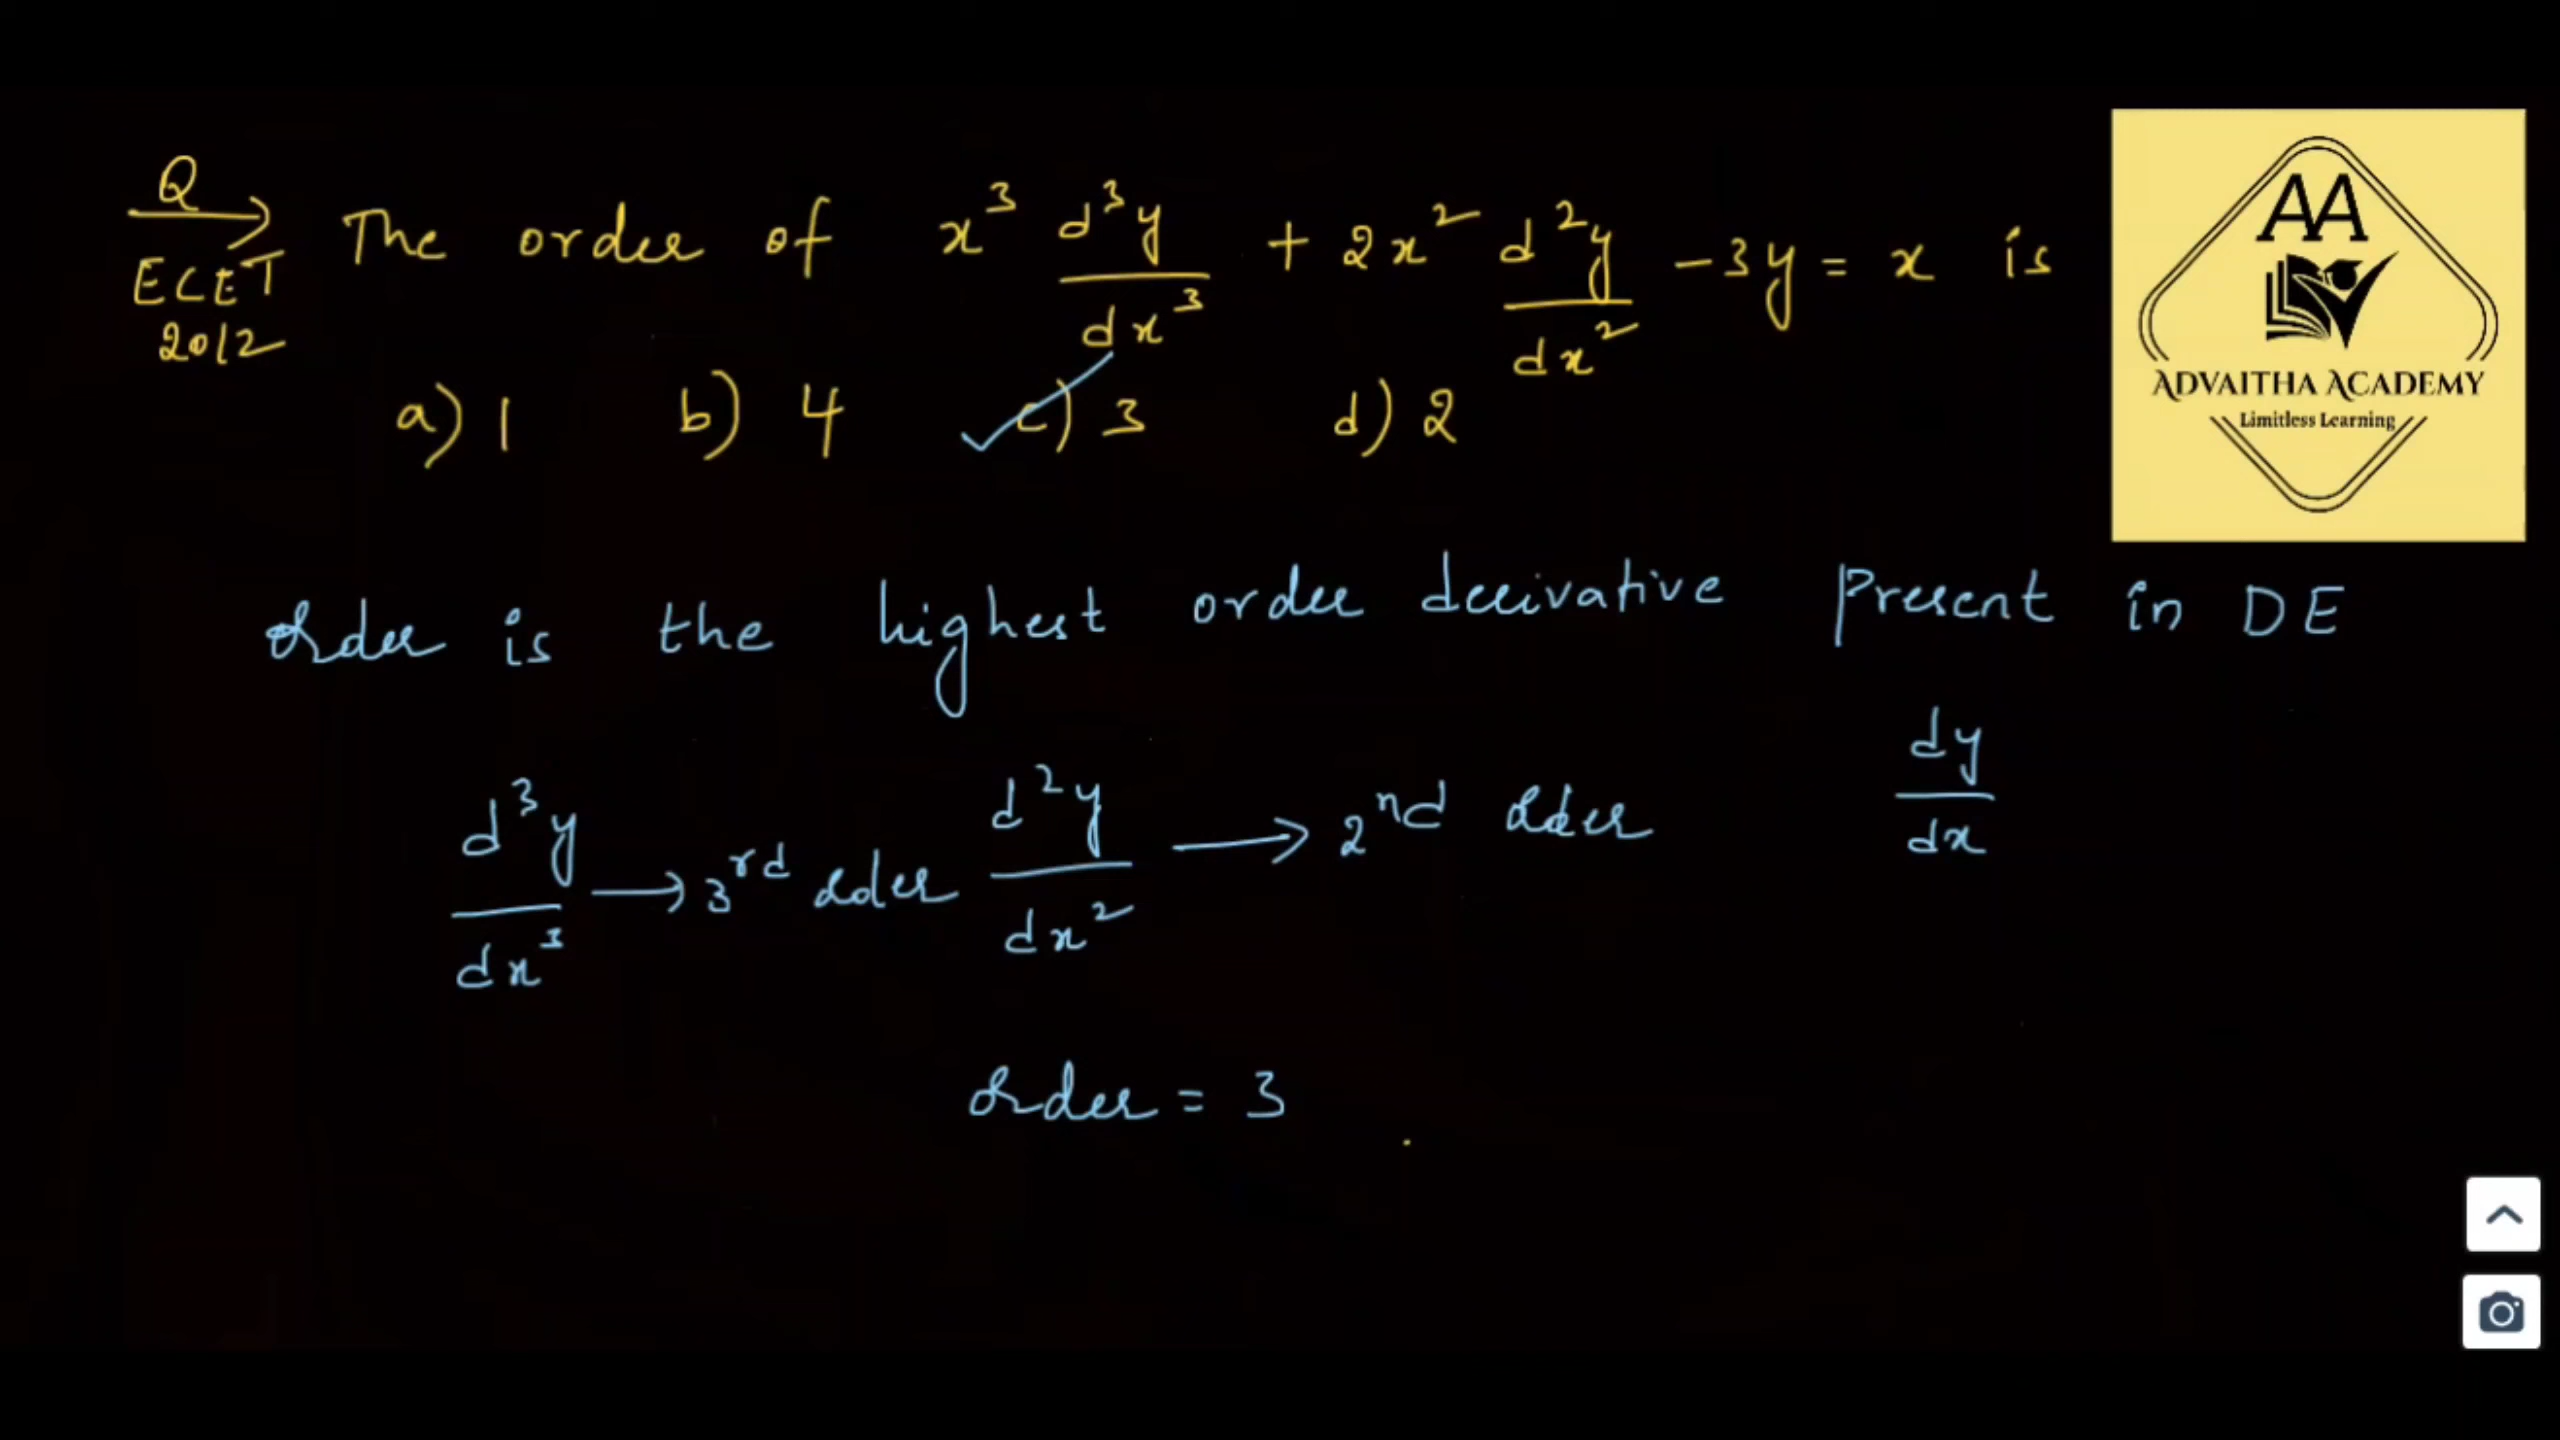 Q
ECET
2012
The order of x³ d³y/dx³ + 2x² d²y/dx² - 3y = x is
a) 1 b) 4 c) 3 d) 2
AA
ADVAITHA ACADEMY
Limitless Learning
order is the highest order derivative Present in DE
d³y/dx³ → 3rd order d²y/dx² → 2nd order dy/dx
order = 3